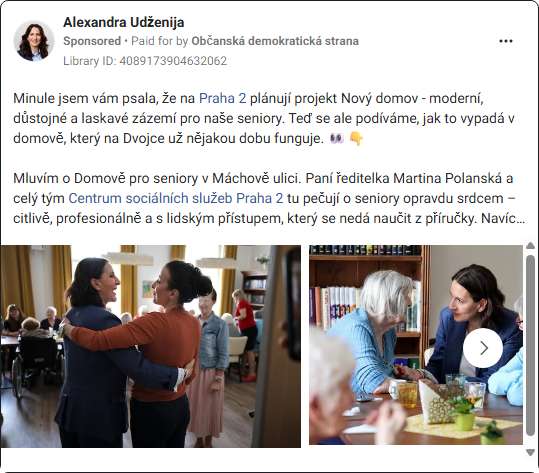 Alexandra Udženija
Sponsored • Paid for by Občanská demokratická strana
Library ID: 4089173904632062
Minule jsem vám psala, že na Praha 2 plánují projekt Nový domov - moderní,
důstojné a laskavé zázemí pro naše seniory. Teď se ale podíváme, jak to vypadá v
domově, který na Dvojce už nějakou dobu funguje. 👀 👇
Mluvím o Domově pro seniory v Máchově ulici. Paní ředitelka Martina Polanská a
celý tým Centrum sociálních služeb Praha 2 tu pečují o seniory opravdu srdcem –
citlivě, profesionálně a s lidským přístupem, který se nedá naučit z příručky. Navíc...